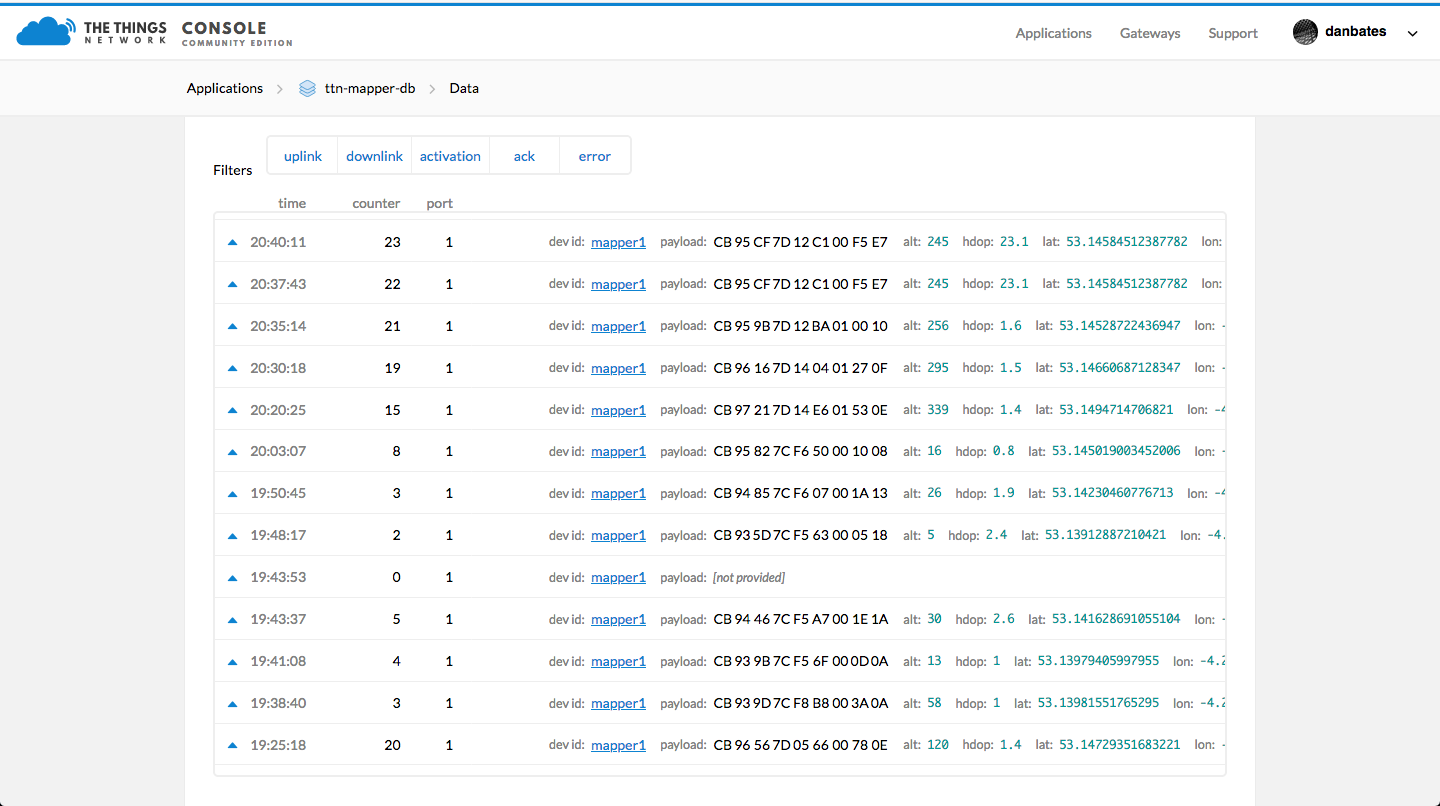 THE THINGS NETWORK CONSOLE COMMUNITY EDITION Applications Gateways Support danbates
Applications ttn-mapper-db Data
Filters uplink downlink activation ack error
time counter port
20:40:11 23 1 dev id: mapper1 payload: CB 95 CF 7D 12 C1 00 F5 E7 alt: 245 hdop: 23.1 lat: 53.14584512387782 lon:
20:37:43 22 1 dev id: mapper1 payload: CB 95 CF 7D 12 C1 00 F5 E7 alt: 245 hdop: 23.1 lat: 53.14584512387782 lon:
20:35:14 21 1 dev id: mapper1 payload: CB 95 9B 7D 12 BA 01 00 10 alt: 256 hdop: 1.6 lat: 53.14528722436947 lon: -
20:30:18 19 1 dev id: mapper1 payload: CB 96 16 7D 14 04 01 27 0F alt: 295 hdop: 1.5 lat: 53.14660687128347 lon: -
20:20:25 15 1 dev id: mapper1 payload: CB 97 21 7D 14 E6 01 53 0E alt: 339 hdop: 1.4 lat: 53.1494714706821 lon: -4
20:03:07 8 1 dev id: mapper1 payload: CB 95 82 7C F6 50 00 10 08 alt: 16 hdop: 0.8 lat: 53.145019003452006 lon: -
19:50:45 3 1 dev id: mapper1 payload: CB 94 85 7C F6 07 00 1A 13 alt: 26 hdop: 1.9 lat: 53.14230460776713 lon: -4
19:48:17 2 1 dev id: mapper1 payload: CB 93 5D 7C F5 63 00 05 18 alt: 5 hdop: 2.4 lat: 53.13912887210421 lon: -4.
19:43:53 0 1 dev id: mapper1 payload: [not provided]
19:43:37 5 1 dev id: mapper1 payload: CB 94 46 7C F5 A7 00 1E 1A alt: 30 hdop: 2.6 lat: 53.141628691055104 lon: -
19:41:08 4 1 dev id: mapper1 payload: CB 93 9B 7C F5 6F 00 0D 0A alt: 13 hdop: 1 lat: 53.13979405997955 lon: -4.2
19:38:40 3 1 dev id: mapper1 payload: CB 93 9D 7C F8 B8 00 3A 0A alt: 58 hdop: 1 lat: 53.13981551765295 lon: -4.2
19:25:18 20 1 dev id: mapper1 payload: CB 96 56 7D 05 66 00 78 0E alt: 120 hdop: 1.4 lat: 53.14729351683221 lon: -